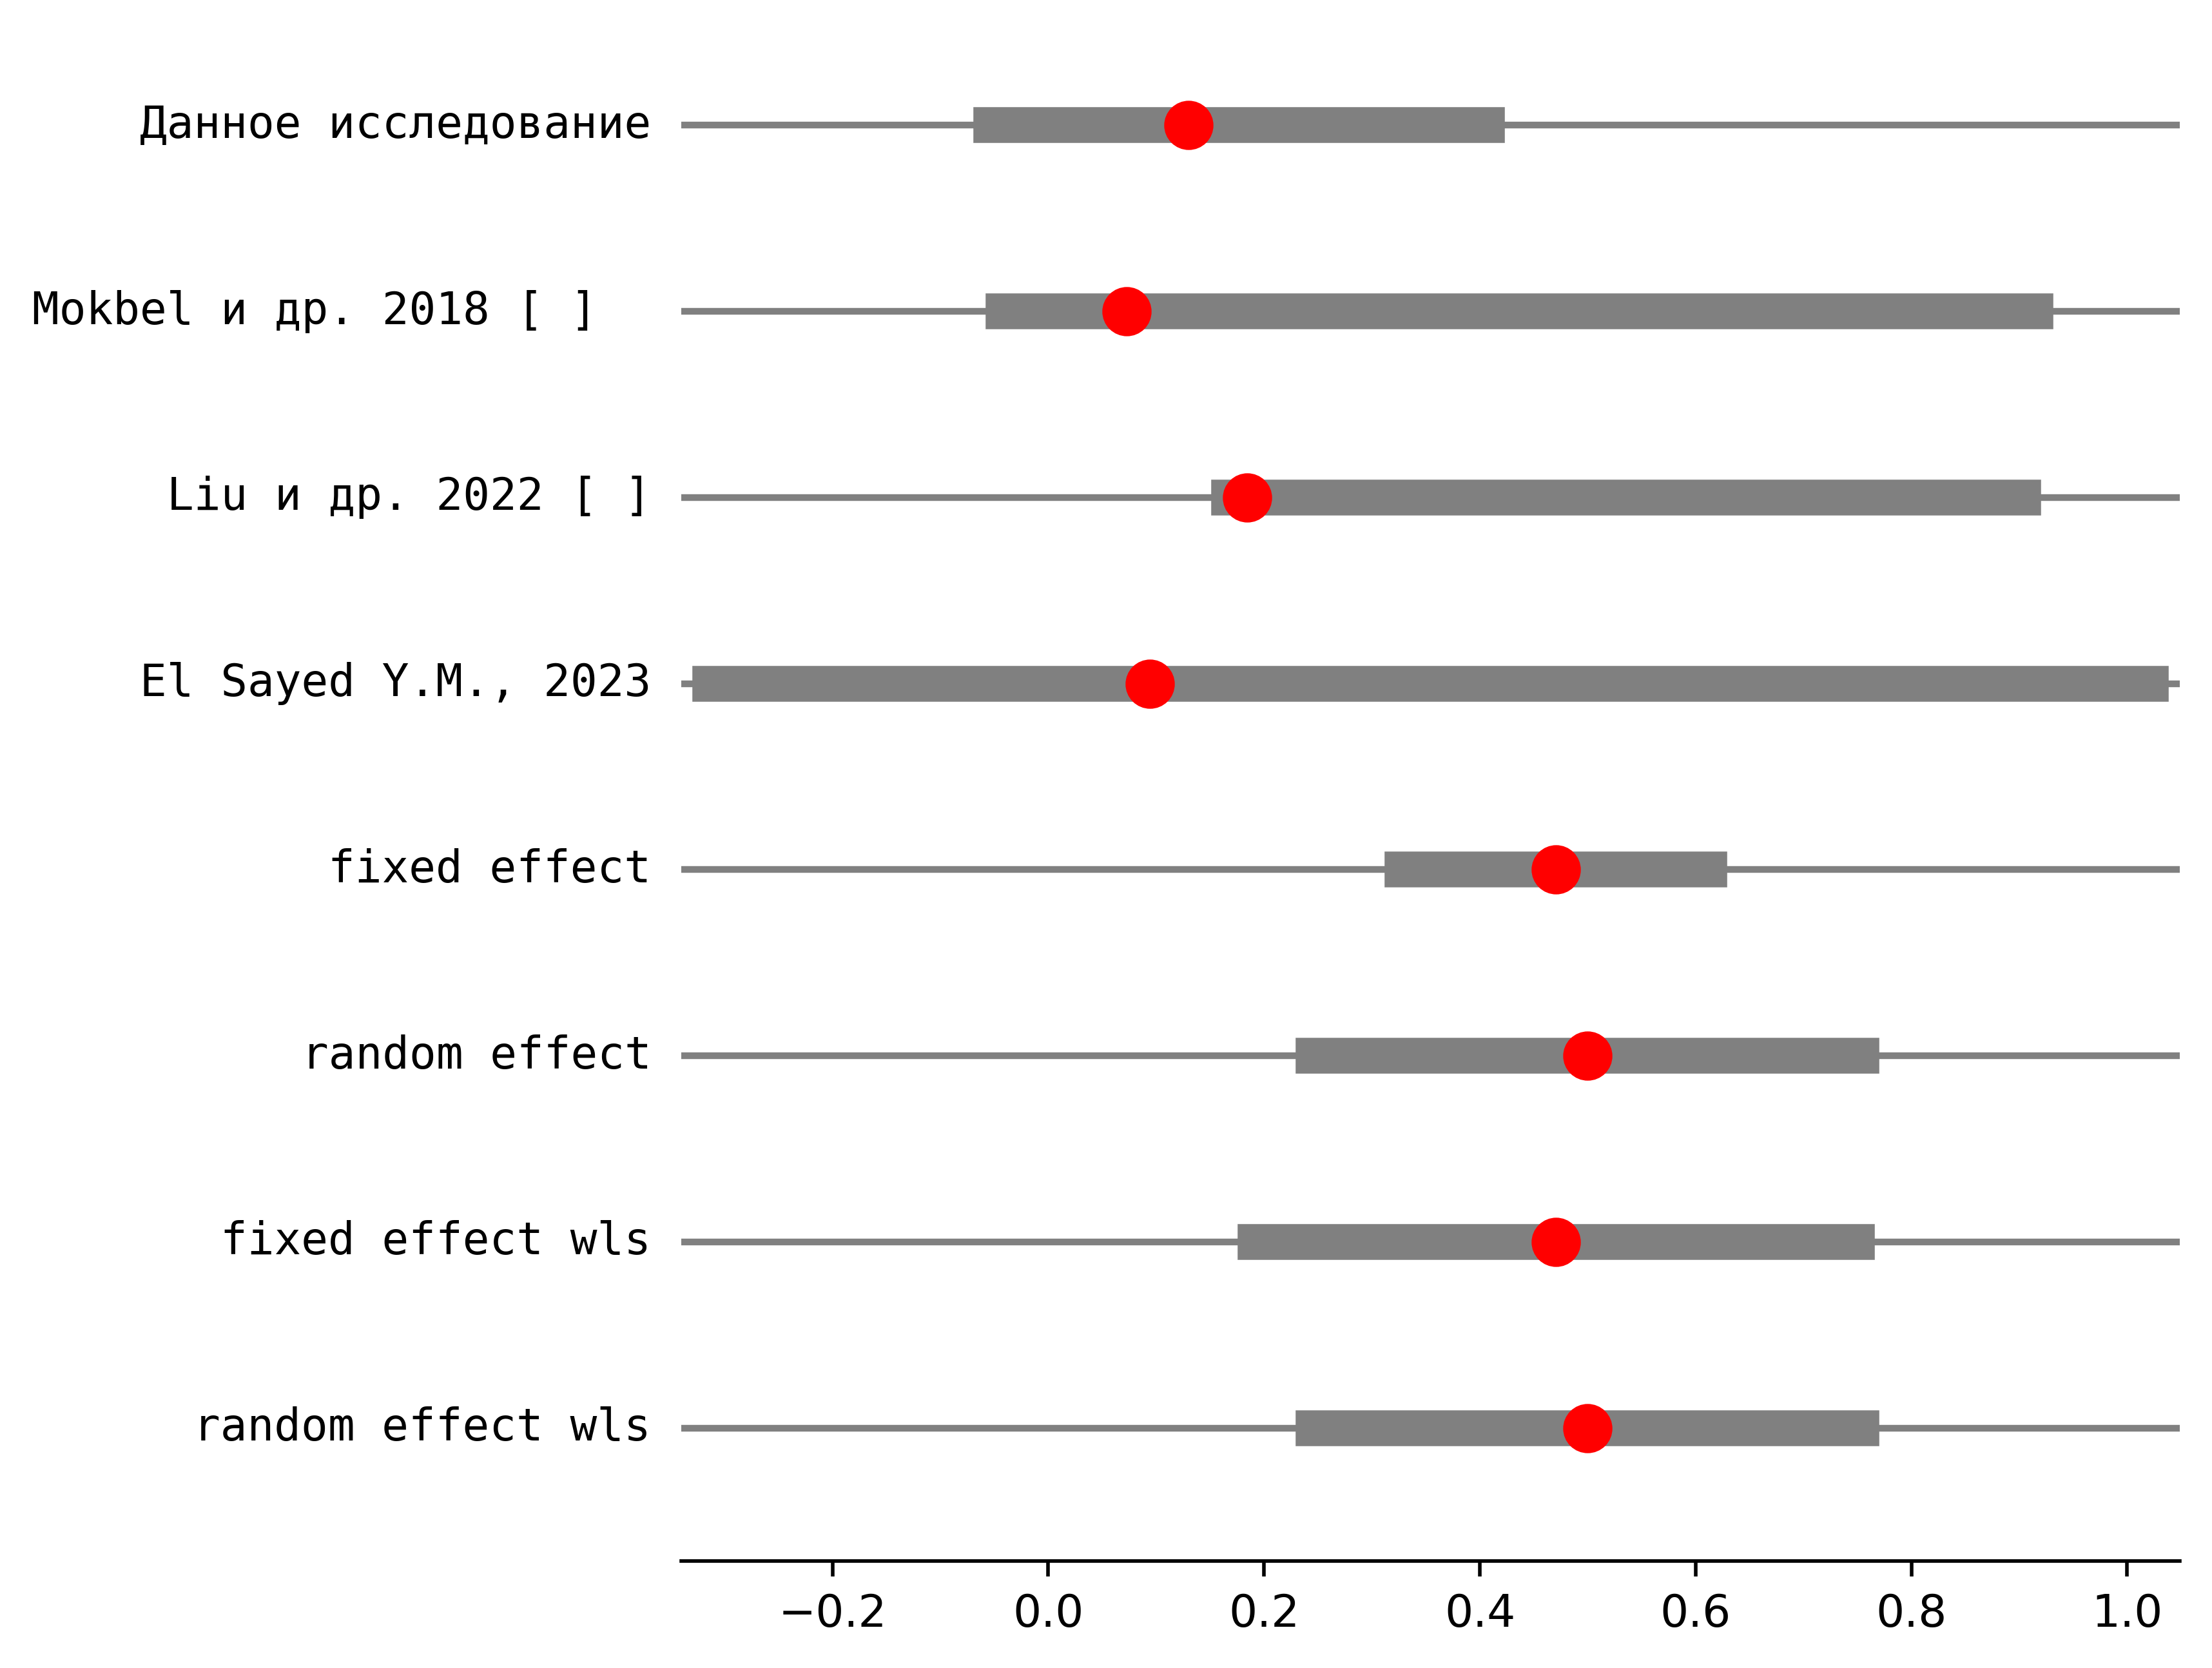 Данное исследование
Mokbel и др. 2018 [ ]
Liu и др. 2022 [ ]
El Sayed Y.M., 2023
fixed effect
random effect
fixed effect wls
random effect wls
−0.2 0.0 0.2 0.4 0.6 0.8 1.0